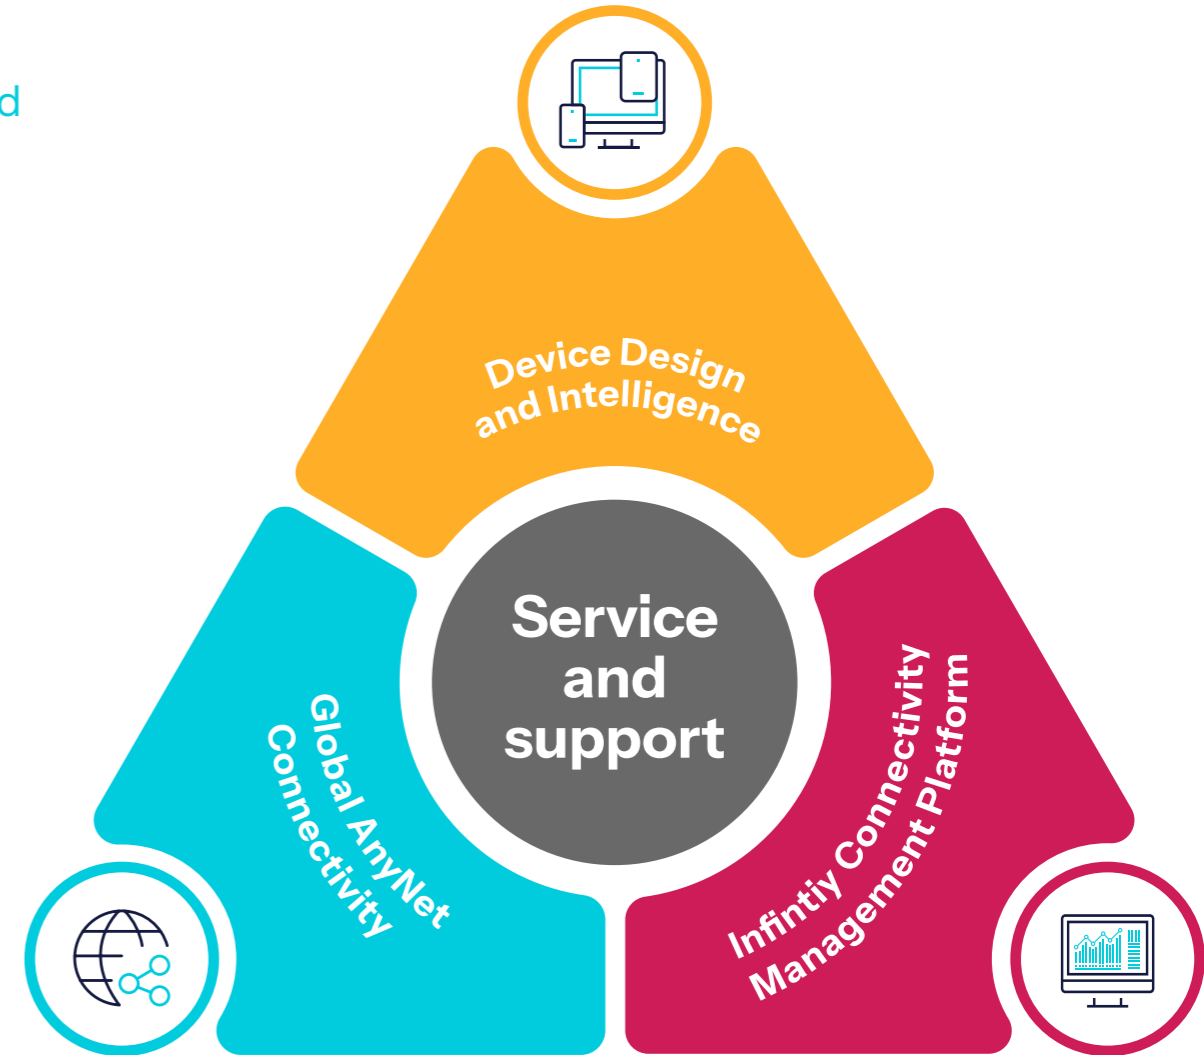 d
Device Design
and Intelligence
Service
and
support
Global AnyNet
Connectivity
Infintiy Connectivity
Management Platform